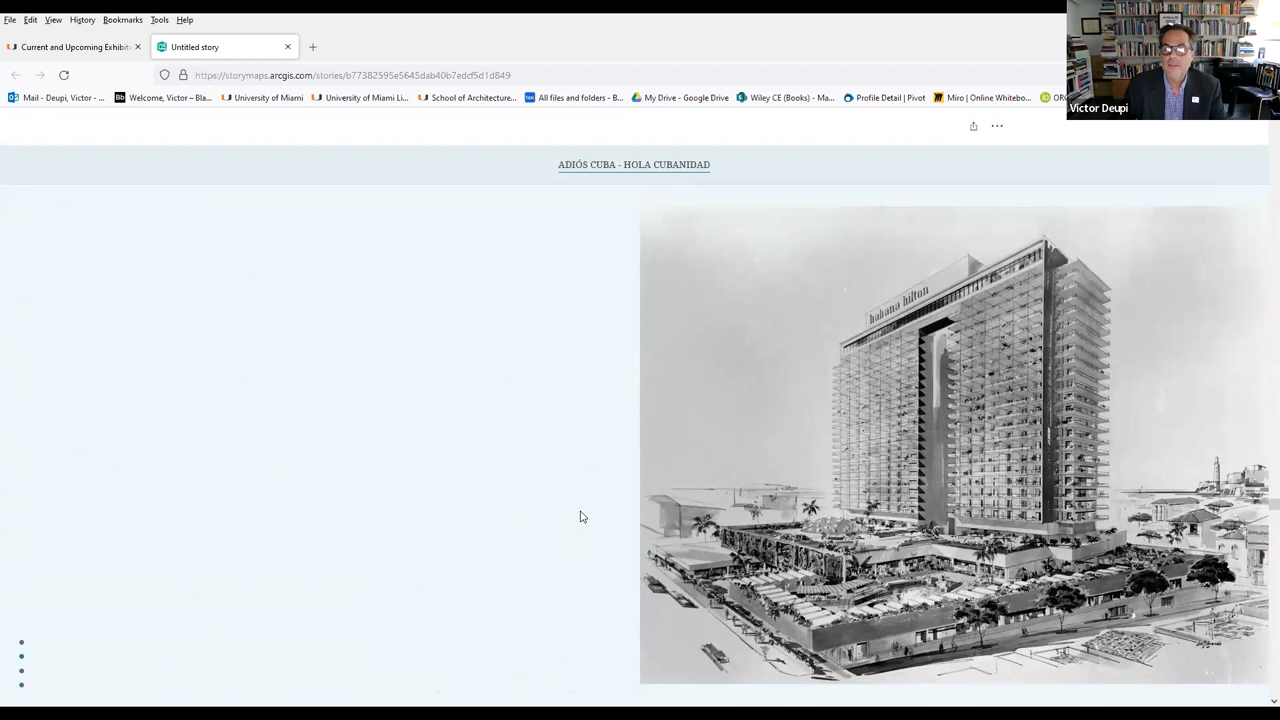 File Edit View History Bookmarks Tools Help
Current and Upcoming Exhibiti
Untitled story
https://storymaps.arcgis.com/stories/b77382595e5645dab40b7edcf5d1d849
Mail - Deupi, Victor - ...
Bb Welcome, Victor – Bla...
University of Miami
University of Miami Li...
School of Architecture...
All files and folders - B...
My Drive - Google Drive
Wiley CE (Books) - Ma...
Profile Detail | Pivot
Miro | Online Whitebo...
Victor Deupi
ADIÓS CUBA - HOLA CUBANIDAD
habana hilton